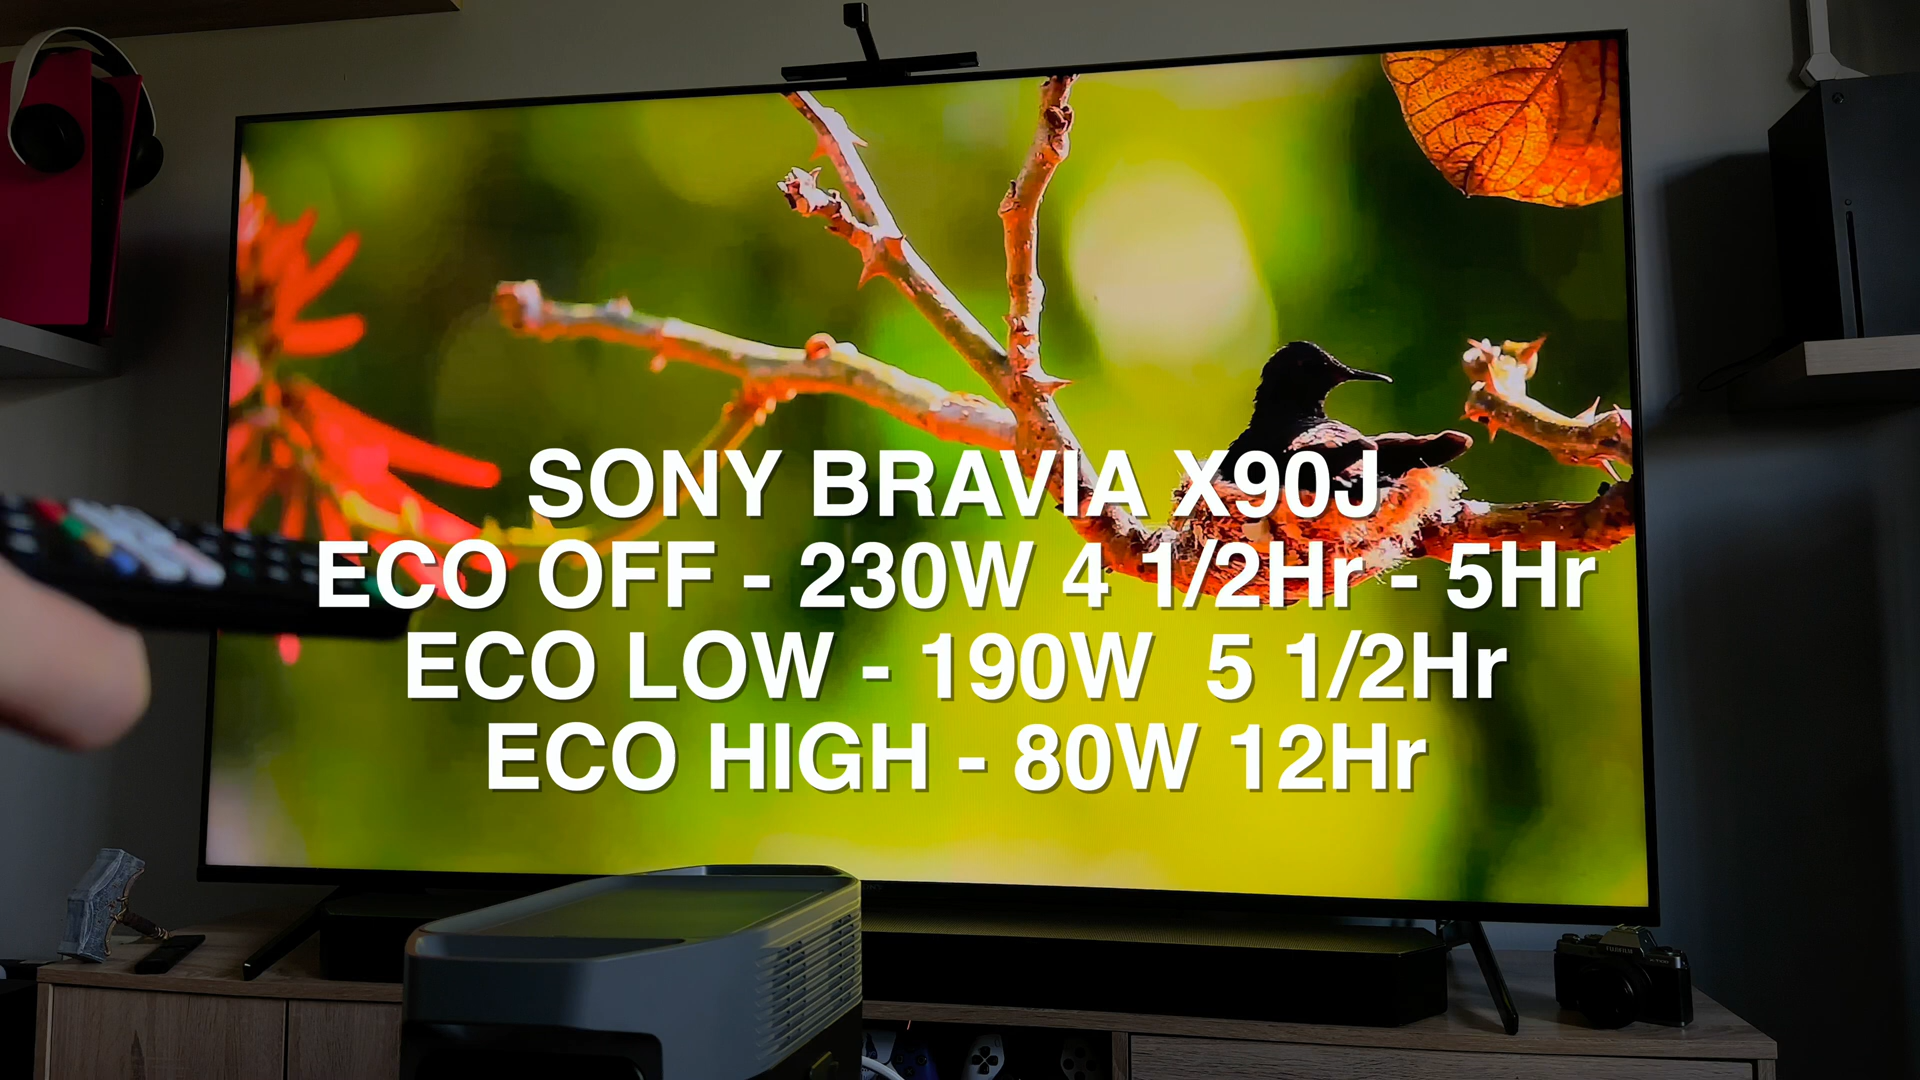 SONY BRAVIA X90J
ECO OFF - 230W 4 1/2Hr - 5Hr
ECO LOW - 190W  5 1/2Hr
ECO HIGH - 80W 12Hr
FUJIFILM